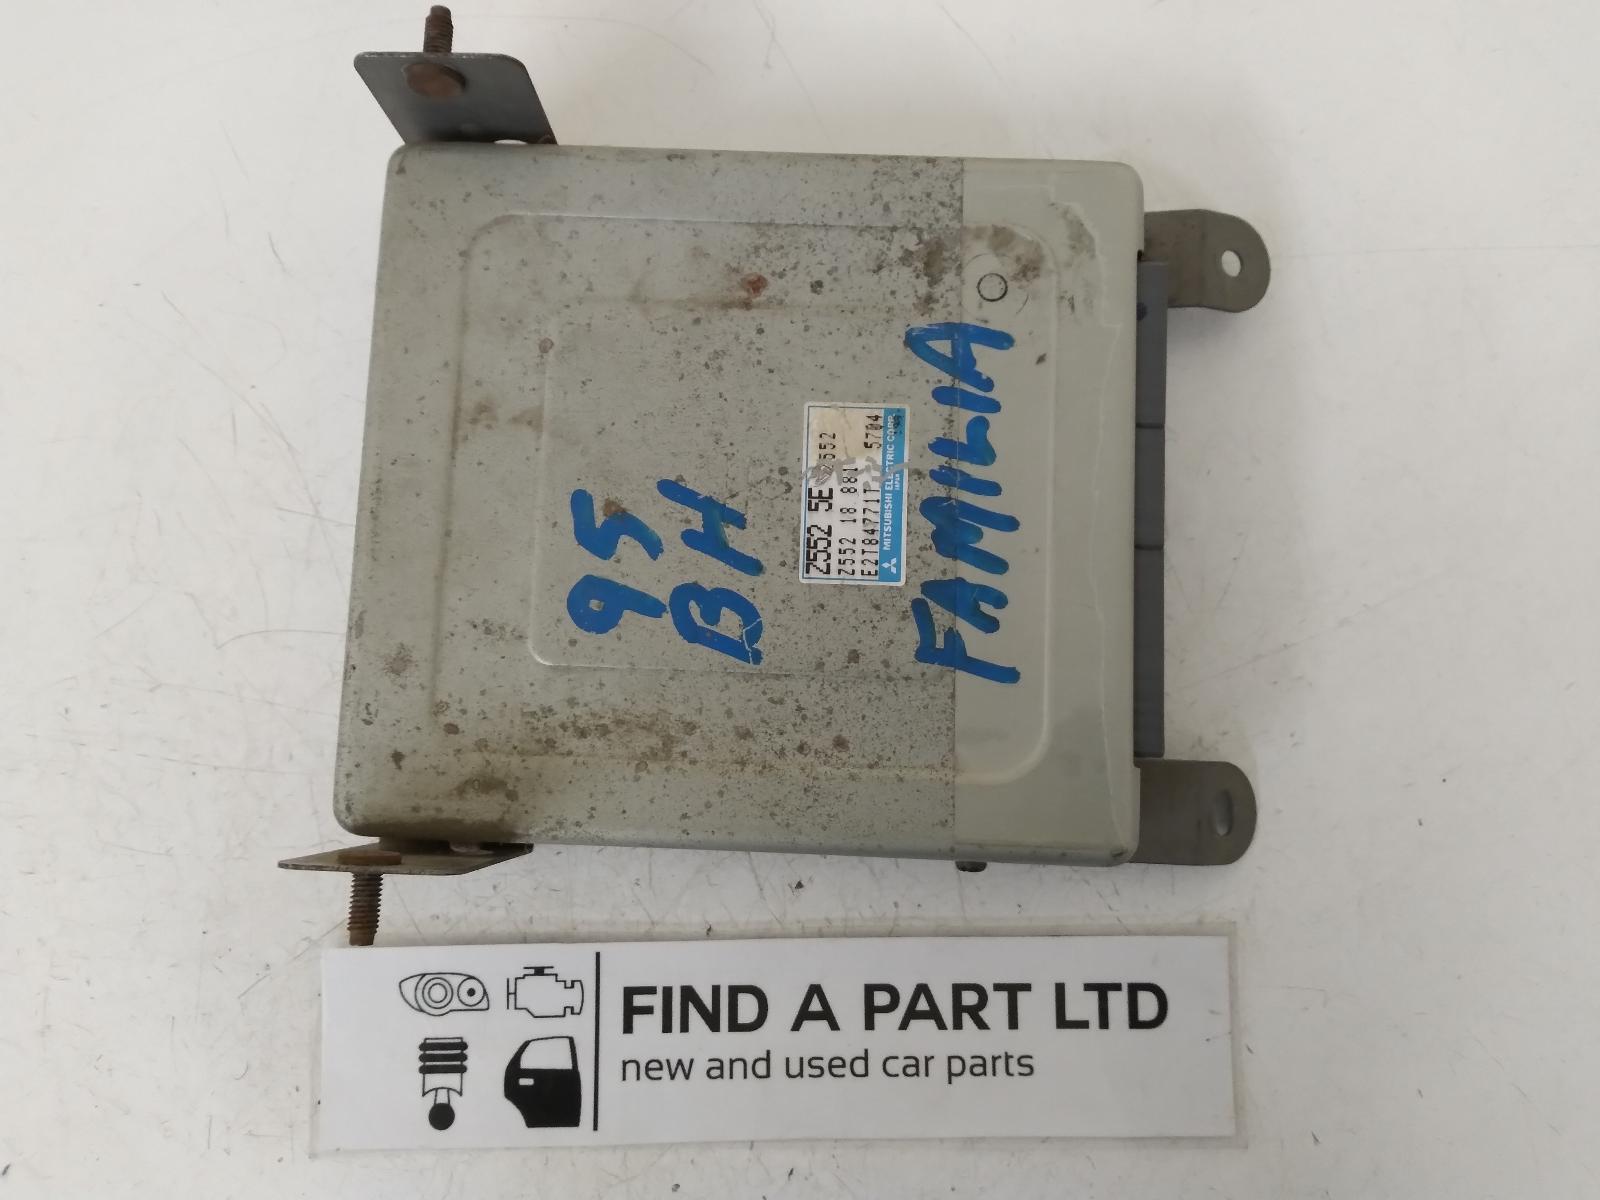 95
BH
FAMILIA
Z552 5E
Z552 18 881
E2T84771T 5704
MITSUBISHI ELECTRIC CORP.
JAPAN
FIND A PART LTD
new and used car parts